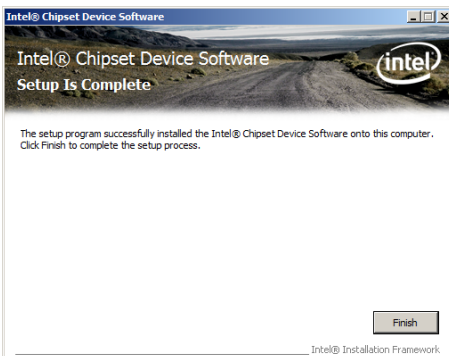 Intel® Chipset Device Software
Intel® Chipset Device Software
Setup Is Complete
intel
The setup program successfully installed the Intel® Chipset Device Software onto this computer.
Click Finish to complete the setup process.
Finish
Intel® Installation Framework